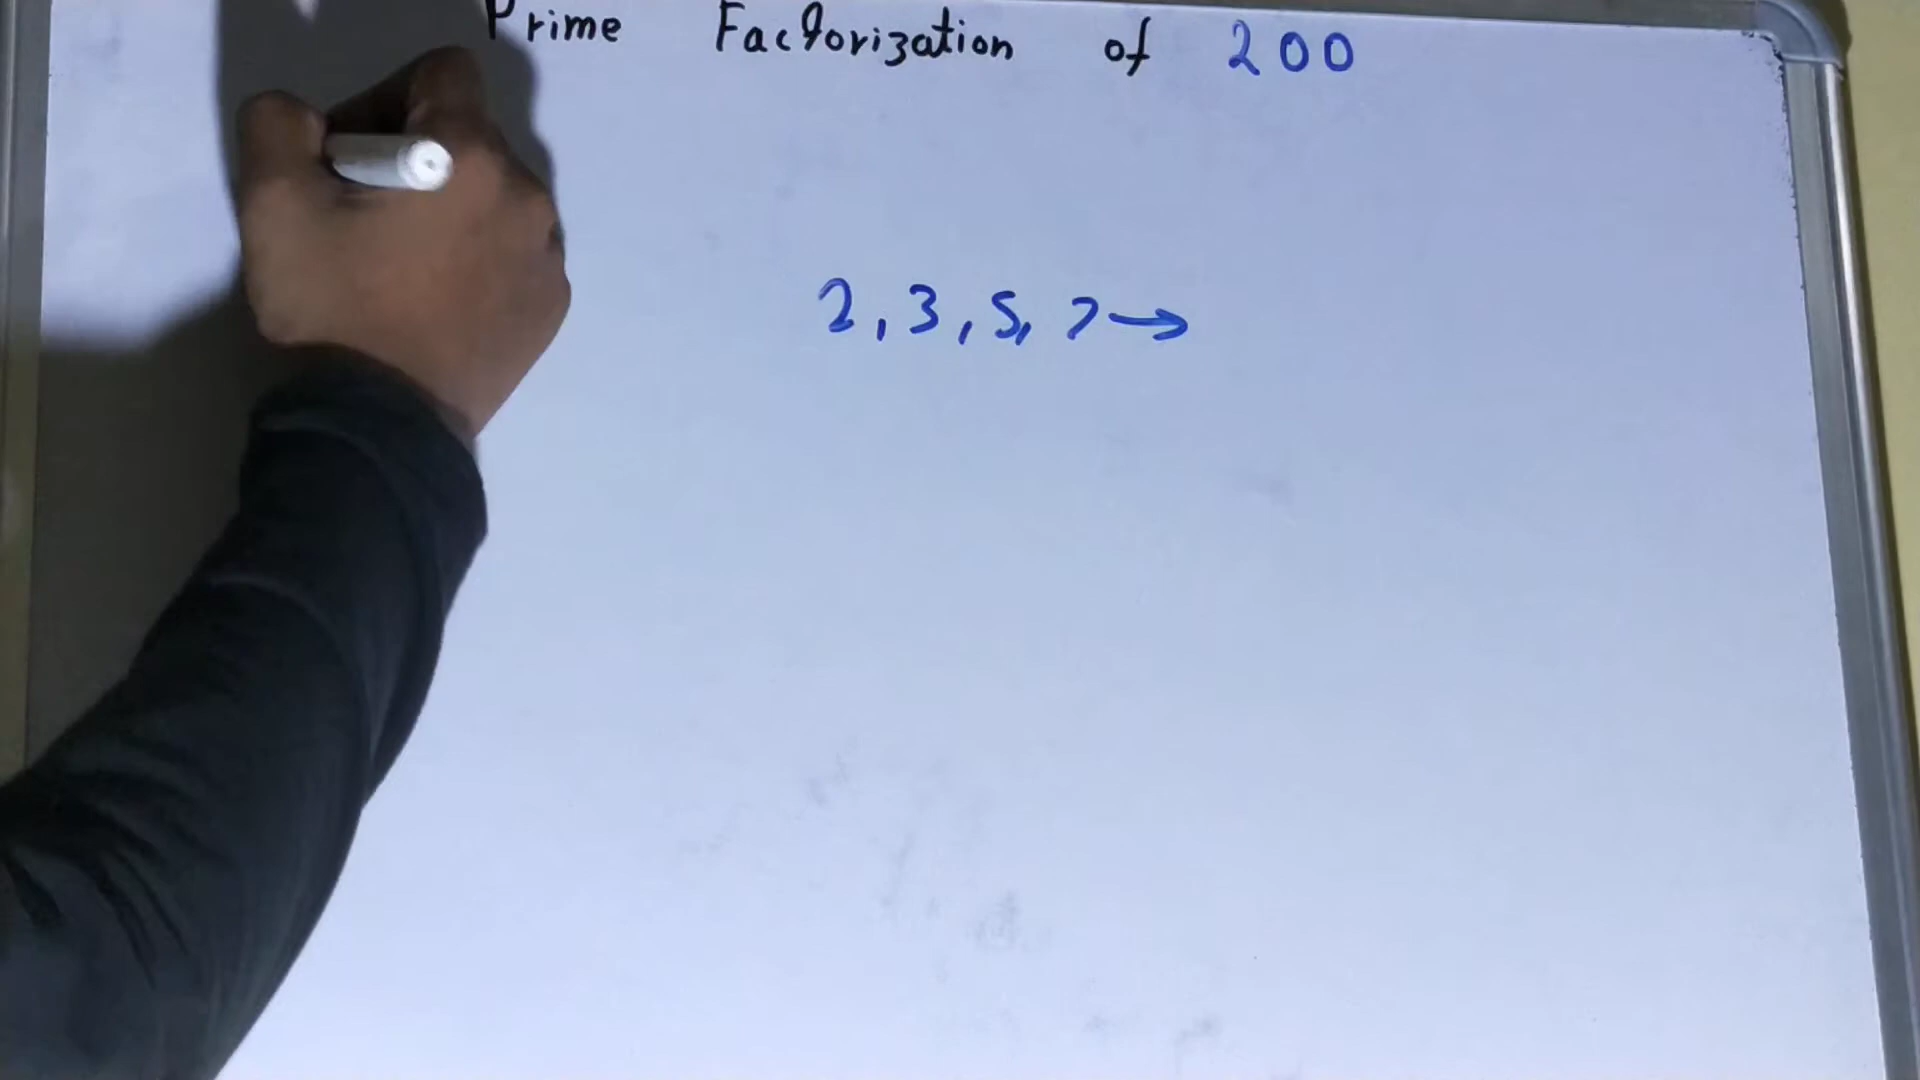 Prime Factorization of 200
2, 3, 5, 7 →